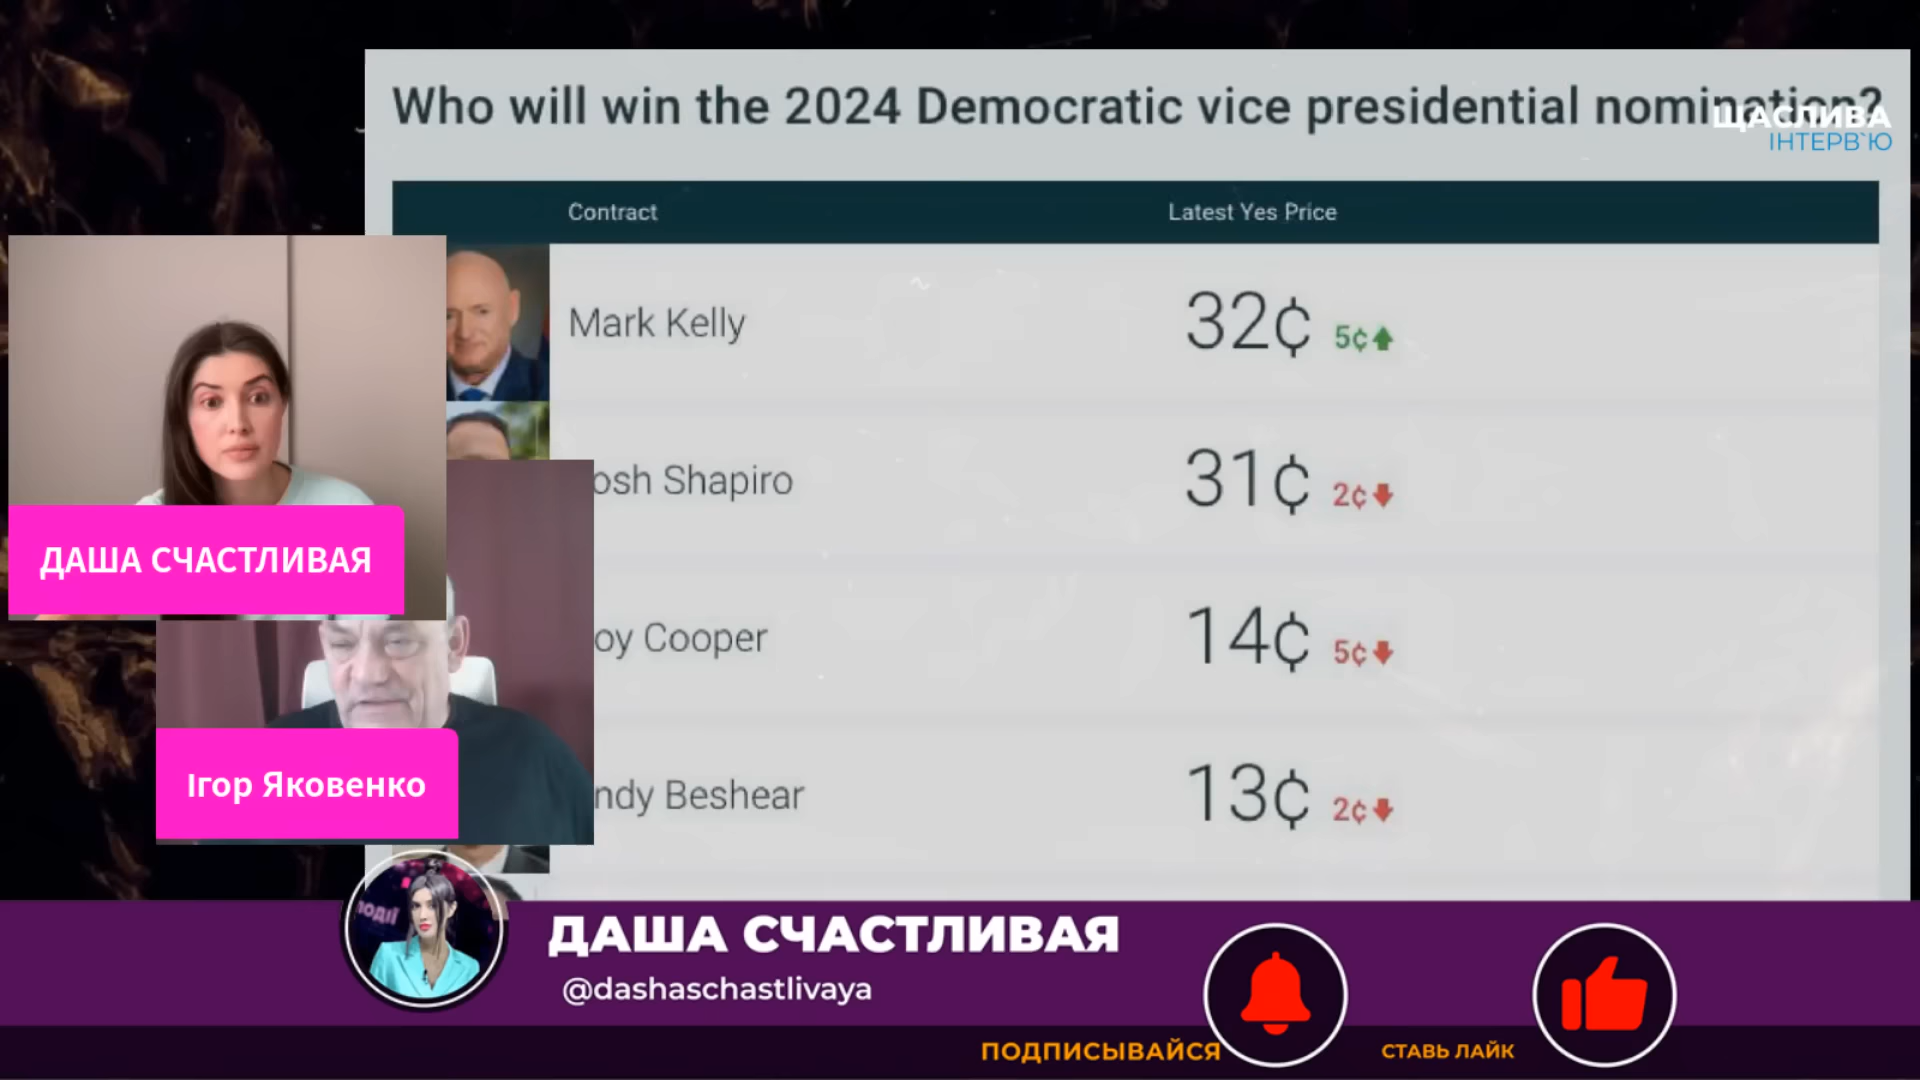 Who will win the 2024 Democratic vice presidential nomination?
ЩАСЛИВА
ІНТЕРВ`Ю
Contract Latest Yes Price
Mark Kelly 32¢ 5¢
osh Shapiro 31¢ 2¢
oy Cooper 14¢ 5¢
ndy Beshear 13¢ 2¢
ДАША СЧАСТЛИВАЯ
Ігор Яковенко
ПОДІЇ
ДАША СЧАСТЛИВАЯ
@dashaschastlivaya
ПОДПИСЫВАЙСЯ
СТАВЬ ЛАЙК